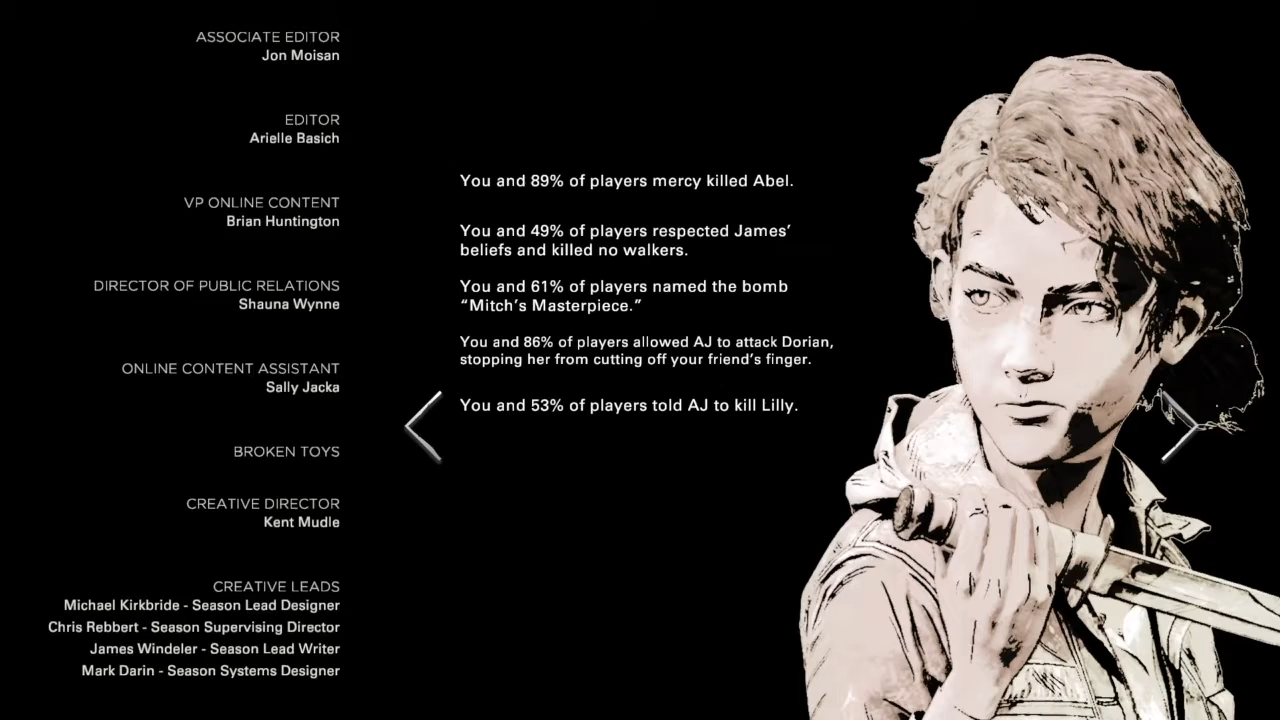 ASSOCIATE EDITOR
Jon Moisan
EDITOR
Arielle Basich
VP ONLINE CONTENT
Brian Huntington
DIRECTOR OF PUBLIC RELATIONS
Shauna Wynne
ONLINE CONTENT ASSISTANT
Sally Jacka
BROKEN TOYS
CREATIVE DIRECTOR
Kent Mudle
CREATIVE LEADS
Michael Kirkbride - Season Lead Designer
Chris Rebbert - Season Supervising Director
James Windeler - Season Lead Writer
Mark Darin - Season Systems Designer
You and 89% of players mercy killed Abel.
You and 49% of players respected James’
beliefs and killed no walkers.
You and 61% of players named the bomb
“Mitch’s Masterpiece.”
You and 86% of players allowed AJ to attack Dorian,
stopping her from cutting off your friend’s finger.
You and 53% of players told AJ to kill Lilly.